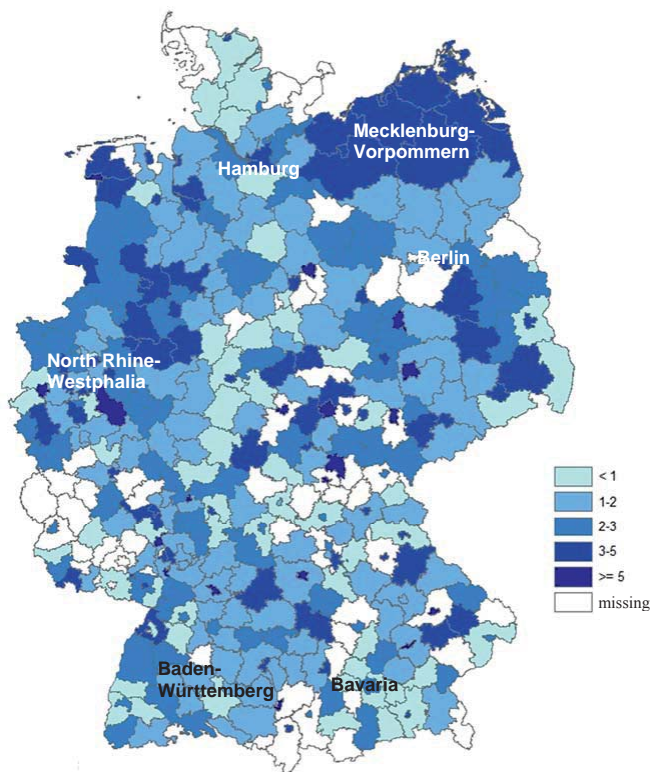 Mecklenburg-
Vorpommern
Hamburg
Berlin
North Rhine-
Westphalia
< 1
1-2
2-3
3-5
>= 5
missing
Baden-
Württemberg
Bavaria